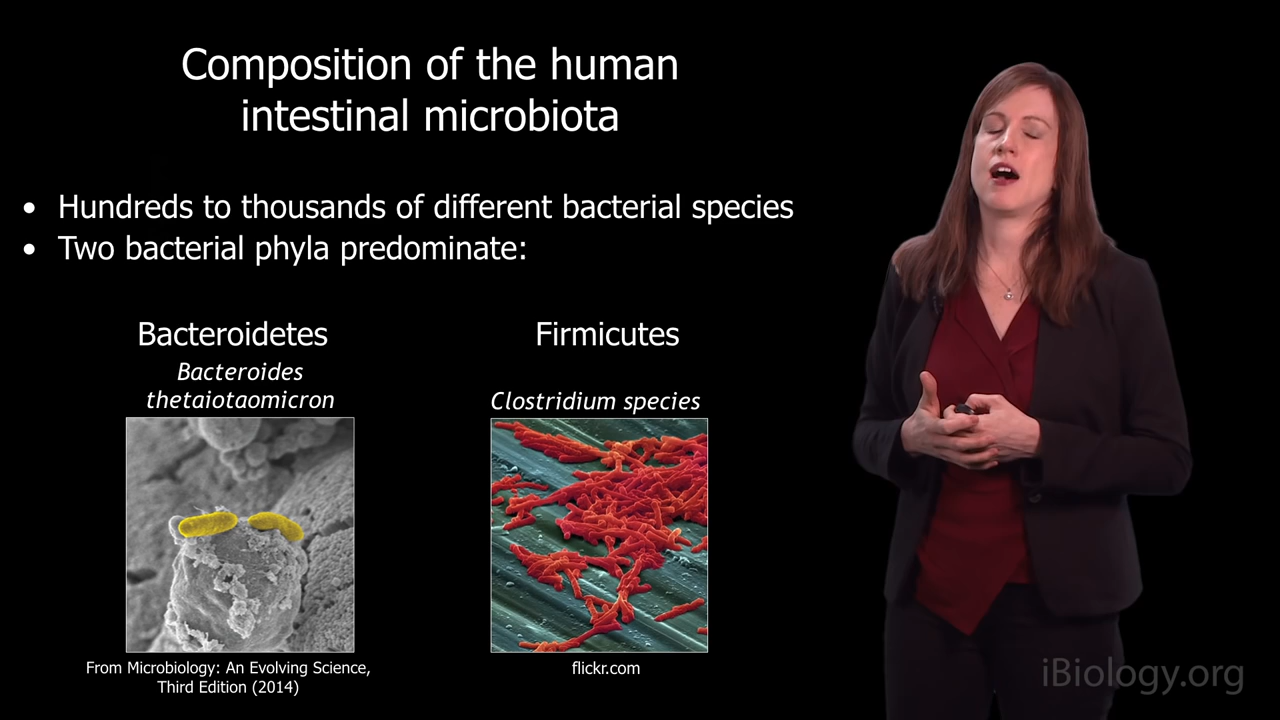 Composition of the human
intestinal microbiota
• Hundreds to thousands of different bacterial species
• Two bacterial phyla predominate:
Bacteroidetes
Bacteroides
thetaiotaomicron
From Microbiology: An Evolving Science,
Third Edition (2014)
Firmicutes
Clostridium species
flickr.com
iBiology.org